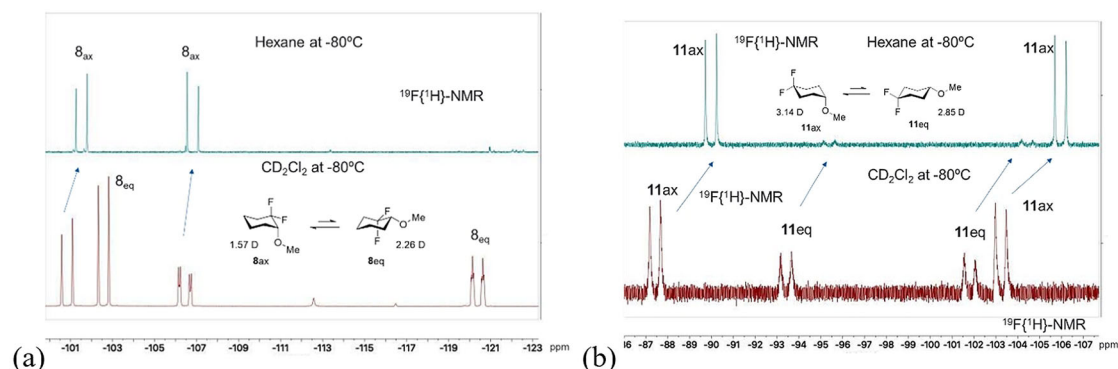 Hexane at -80ºC
8ax
8ax
¹⁹F{¹H}-NMR
CD₂Cl₂ at -80ºC
8eq
8eq
F
F
O
Me
1.57 D
8ax
F
F
O
Me
2.26 D
8eq
-101 -103 -105 -107 -109 -111 -113 -115 -117 -119 -121 -123 ppm
(a)
¹⁹F{¹H}-NMR
Hexane at -80ºC
11ax
11ax
F
F
O
Me
3.14 D
11ax
F
F
O
Me
2.85 D
11eq
CD₂Cl₂ at -80ºC
11ax
¹⁹F{¹H}-NMR
11eq
11eq
11ax
¹⁹F{¹H}-NMR
-87 -88 -89 -90 -91 -92 -93 -94 -95 -96 -97 -98 -99 -100 -101 -102 -103 -104 -105 -106 -107 ppm
(b)